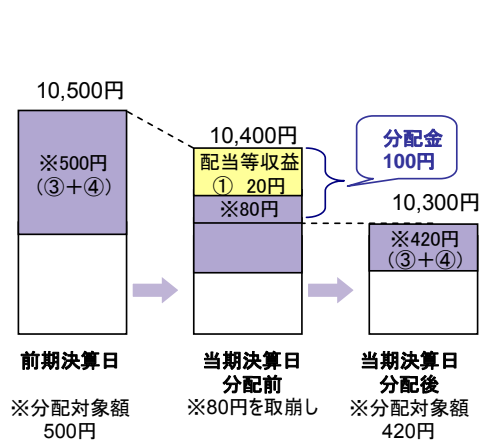 10,500円
※500円
（③＋④）
10,400円
配当等収益
① 20円
※80円
分配金
100円
10,300円
※420円
（③＋④）
前期決算日
※分配対象額
500円
当期決算日
分配前
※80円を取崩し
当期決算日
分配後
※分配対象額
420円